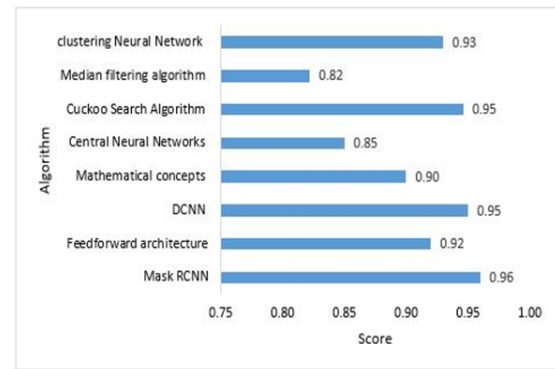 clustering Neural Network 0.93
Median filtering algorithm 0.82
Cuckoo Search Algorithm 0.95
Central Neural Networks 0.85
Mathematical concepts 0.90
DCNN 0.95
Feedforward architecture 0.92
Mask RCNN 0.96
0.75 0.80 0.85 0.90 0.95 1.00
Score
Algorithm